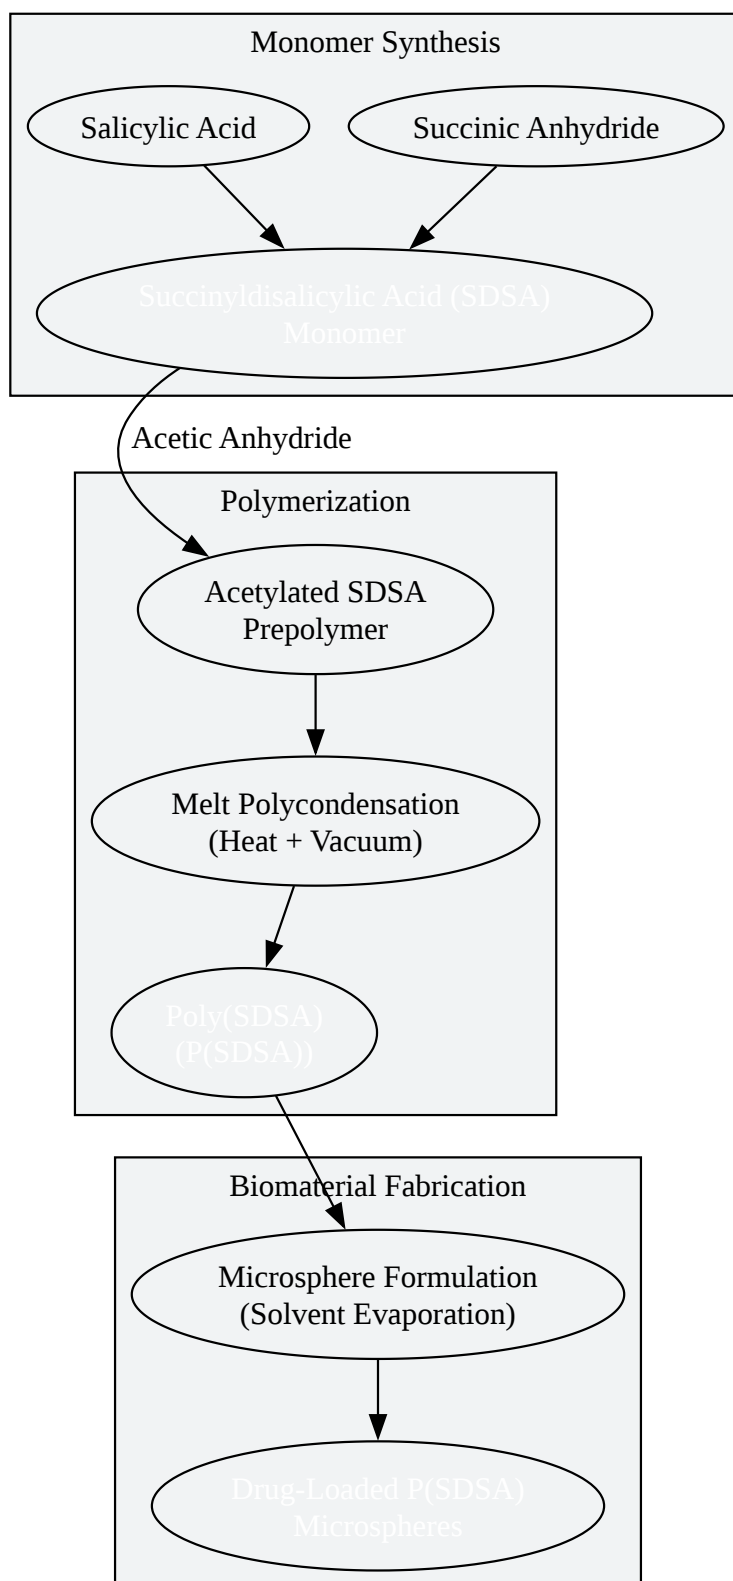 Monomer Synthesis
Salicylic Acid
Succinic Anhydride
Succinyldisalicylic Acid (SDSA)
Monomer
Acetic Anhydride
Polymerization
Acetylated SDSA
Prepolymer
Melt Polycondensation
(Heat + Vacuum)
Poly(SDSA)
(P(SDSA))
Biomaterial Fabrication
Microsphere Formulation
(Solvent Evaporation)
Drug-Loaded P(SDSA)
Microspheres